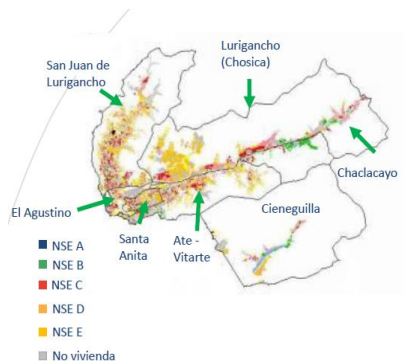 Lurigancho
(Chosica)
San Juan de
Lurigancho
Chaclacayo
El Agustino
Santa
Anita
Ate -
Vitarte
Cieneguilla
NSE A
NSE B
NSE C
NSE D
NSE E
No vivienda